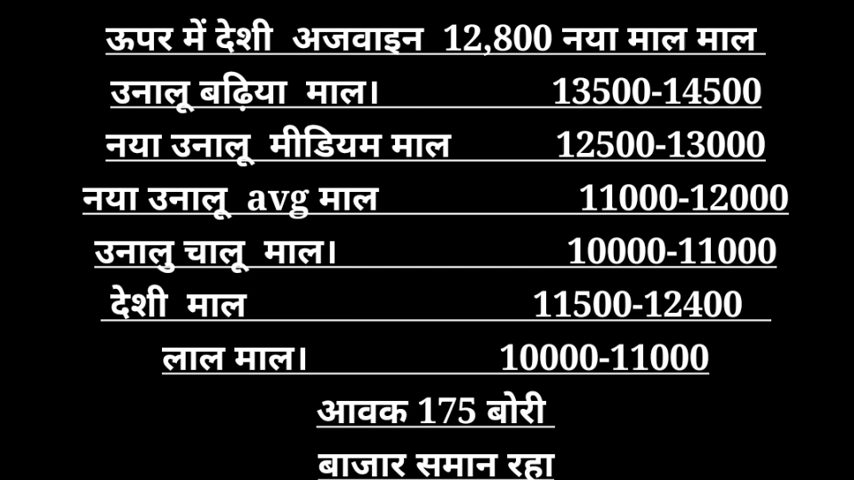 ऊपर में देशी अजवाइन 12,800 नया माल माल
उनालू बढ़िया माल। 13500-14500
नया उनालू मीडियम माल 12500-13000
नया उनालू avg माल 11000-12000
उनालु चालू माल। 10000-11000
देशी माल 11500-12400
लाल माल। 10000-11000
आवक 175 बोरी
बाजार समान रहा